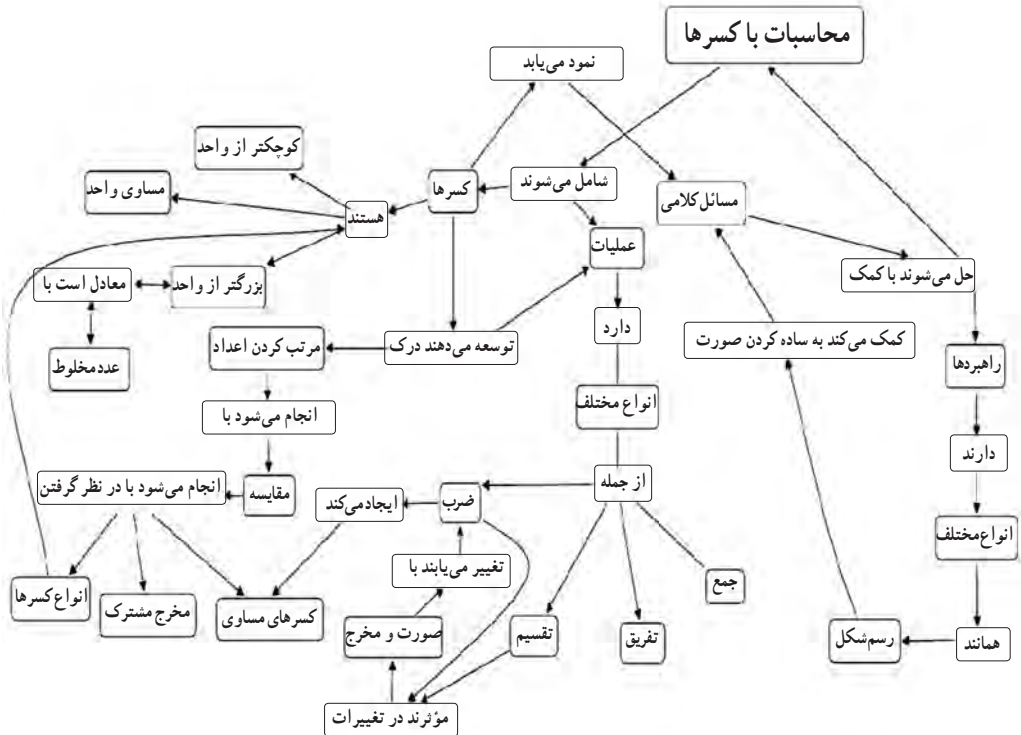 محاسبات با کسرها
نمود می‌یابد
کوچکتر از واحد
شامل می‌شوند
کسرها
مساوی واحد
مسائل کلامی
هستند
عملیات
حل می‌شوند با کمک
بزرگتر از واحد
معادل است با
دارد
کمک می‌کند به ساده کردن صورت
توسعه می‌دهند درک
مرتب کردن اعداد
راهبردها
عدد مخلوط
انواع مختلف
انجام می‌شود با
دارند
از جمله
انجام می‌شود با در نظر گرفتن
مقایسه
ضرب
ایجاد می‌کند
انواع مختلف
تغییر می‌یابند با
جمع
انواع کسرها
مخرج مشترک
کسرهای مساوی
صورت و مخرج
تقسیم
تفریق
رسم شکل
همانند
مؤثرند در تغییرات